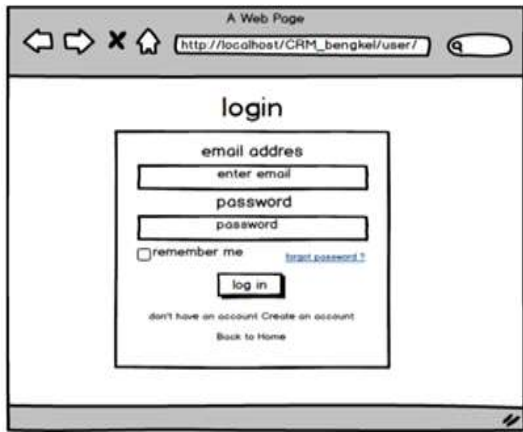 A Web Page
http://localhost/CRM_bengkel/user/
login
email addres
enter email
password
password
remember me forgot password ?
log in
don't have an account Create an account
Back to Home